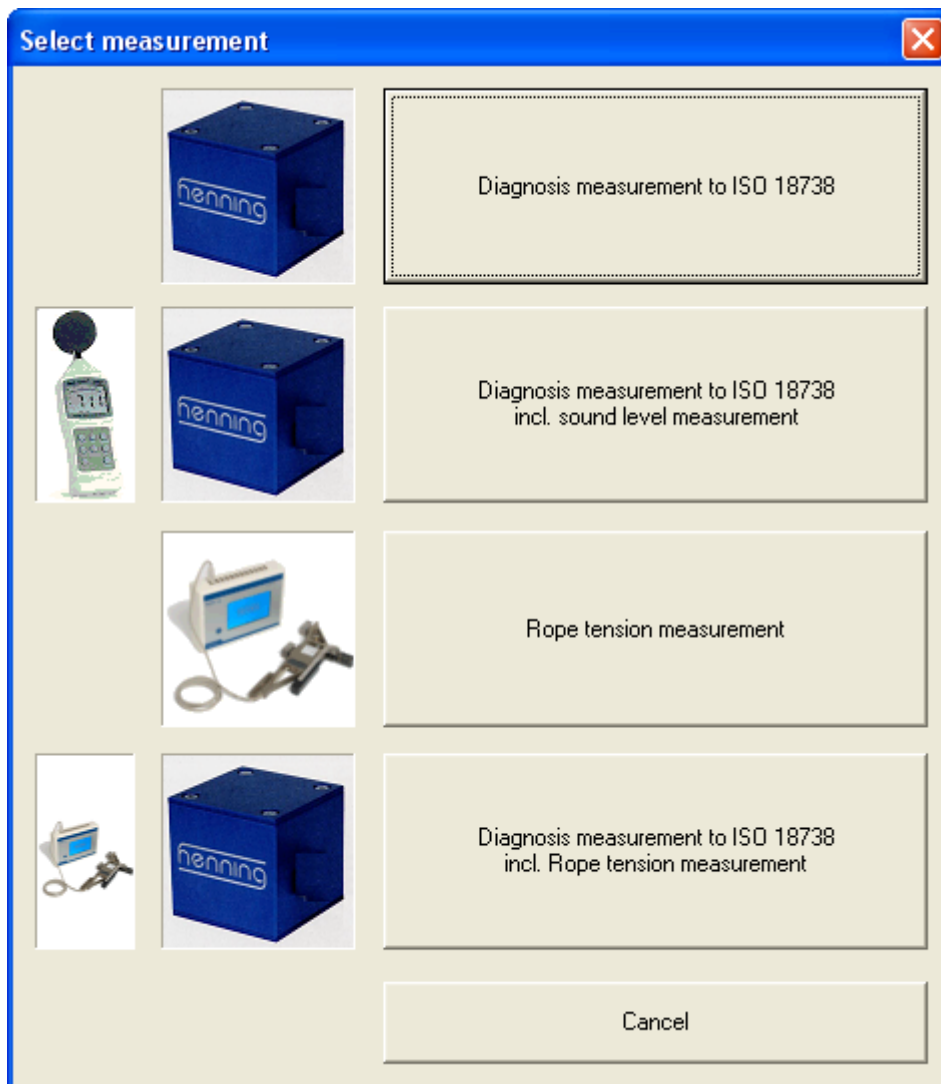 Select measurement
henning
Diagnosis measurement to ISO 18738
henning
Diagnosis measurement to ISO 18738
incl. sound level measurement
Rope tension measurement
henning
Diagnosis measurement to ISO 18738
incl. Rope tension measurement
Cancel